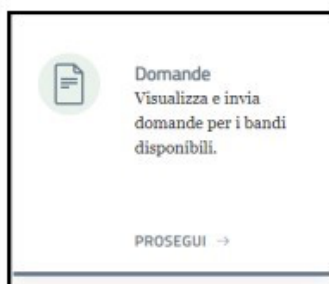 Domande
Visualizza e invia
domande per i bandi
disponibili.
PROSEGUI →